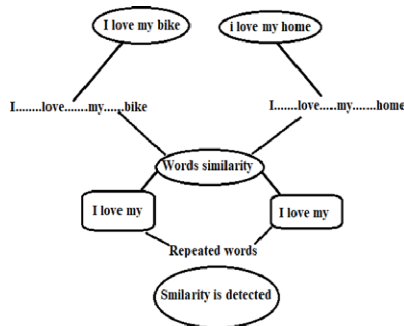 I love my bike
i love my home
I........love........my......bike
I.......love......my.......home
Words similarity
I love my
I love my
Repeated words
Smilarity is detected